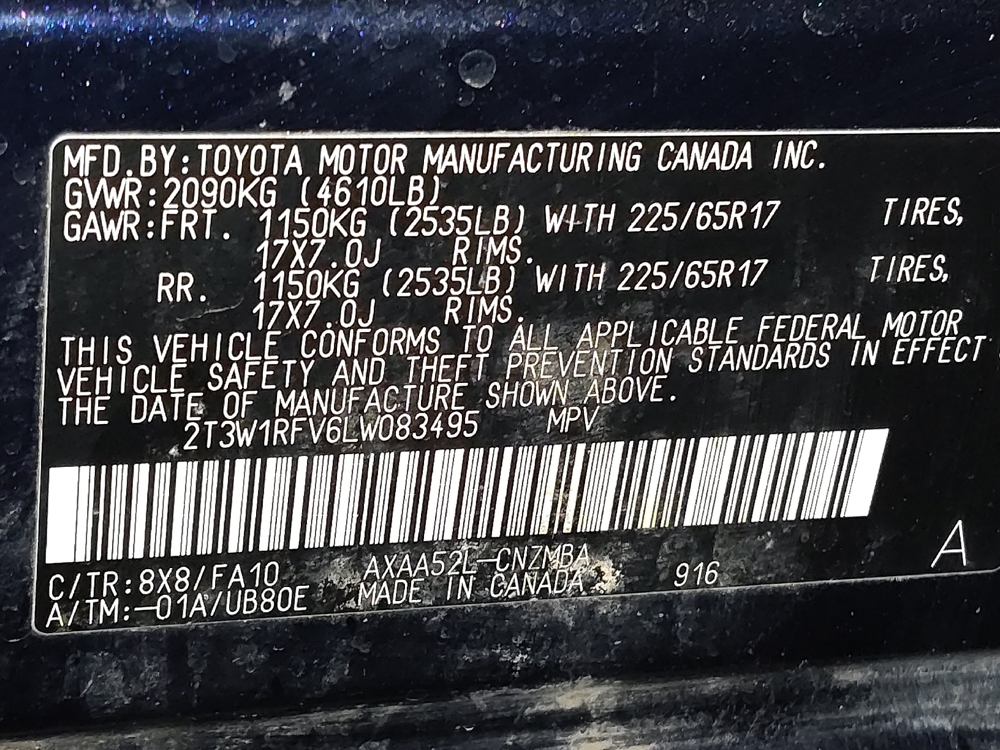 MFD.BY:TOYOTA MOTOR MANUFACTURING CANADA INC.
GVWR:2090KG (4610LB)
GAWR:FRT. 1150KG (2535LB) WITH 225/65R17 TIRES,
17X7.0J RIMS.
RR. 1150KG (2535LB) WITH 225/65R17 TIRES,
17X7.0J RIMS.
THIS VEHICLE CONFORMS TO ALL APPLICABLE FEDERAL MOTOR
VEHICLE SAFETY AND THEFT PREVENTION STANDARDS IN EFFECT
THE DATE OF MANUFACTURE SHOWN ABOVE.
2T3W1RFV6LW083495 MPV
C/TR:8X8/FA10 AXAA52L-CNZMBA
A/TM:-01A/UB80E MADE IN CANADA 916 A